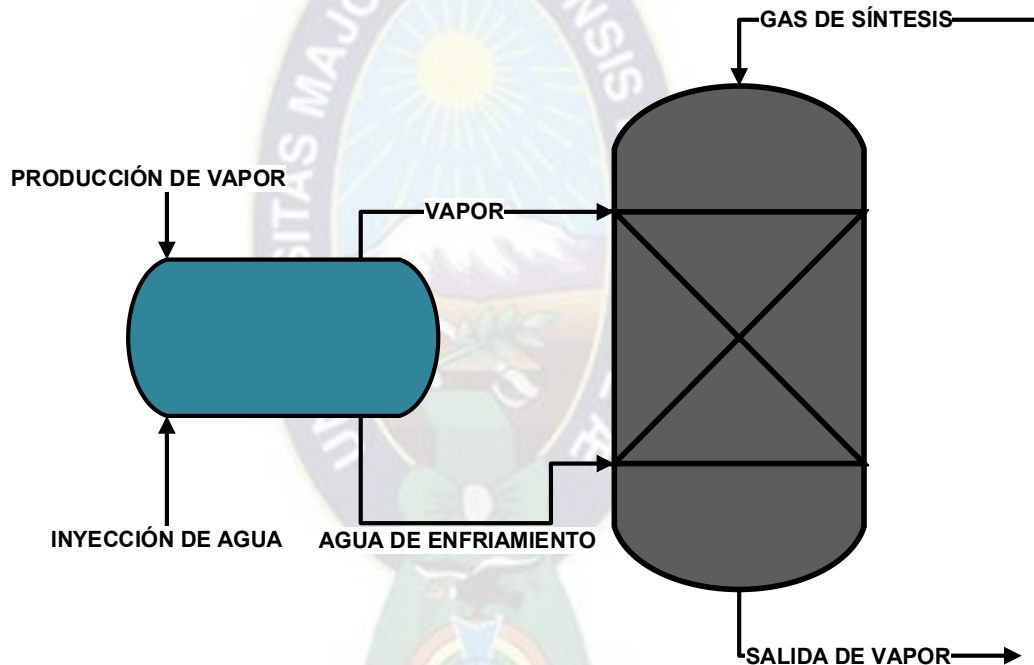 GAS DE SÍNTESIS
PRODUCCIÓN DE VAPOR
VAPOR
INYECCIÓN DE AGUA
AGUA DE ENFRIAMIENTO
SALIDA DE VAPOR